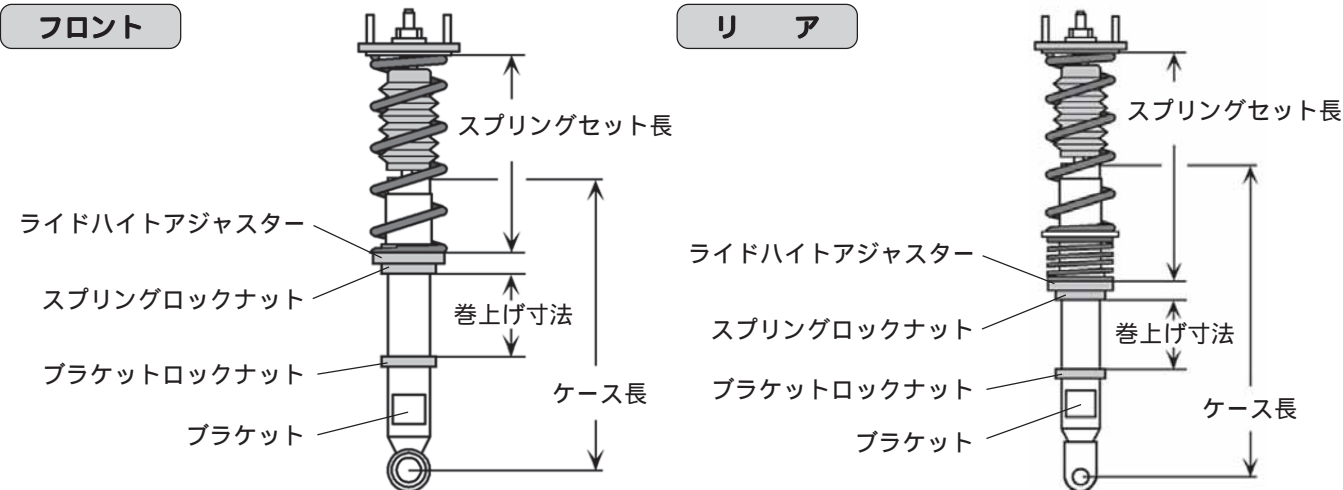 フロント
スプリングセット長
ライドハイトアジャスター
スプリングロックナット
巻上げ寸法
ブラケットロックナット
ケース長
ブラケット
リア
スプリングセット長
ライドハイトアジャスター
スプリングロックナット
巻上げ寸法
ブラケットロックナット
ケース長
ブラケット